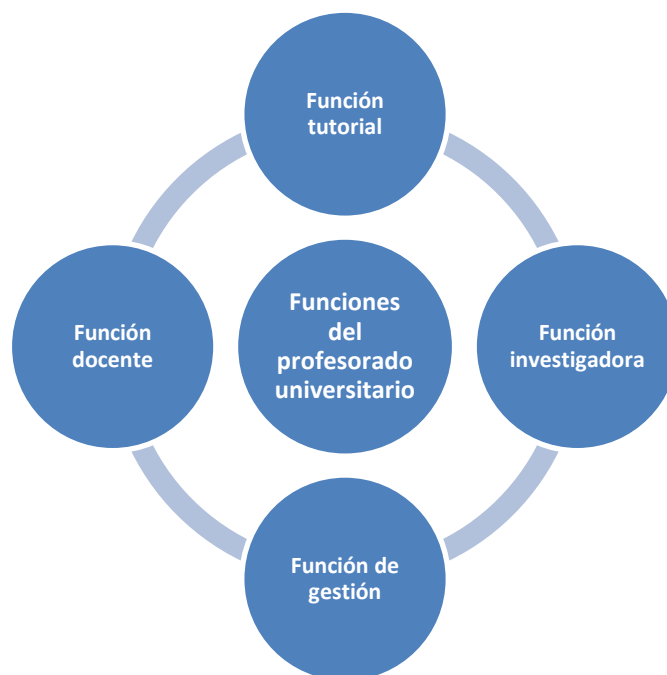 Función
tutorial
Función
docente
Funciones
del
profesorado
universitario
Función
investigadora
Función de
gestión